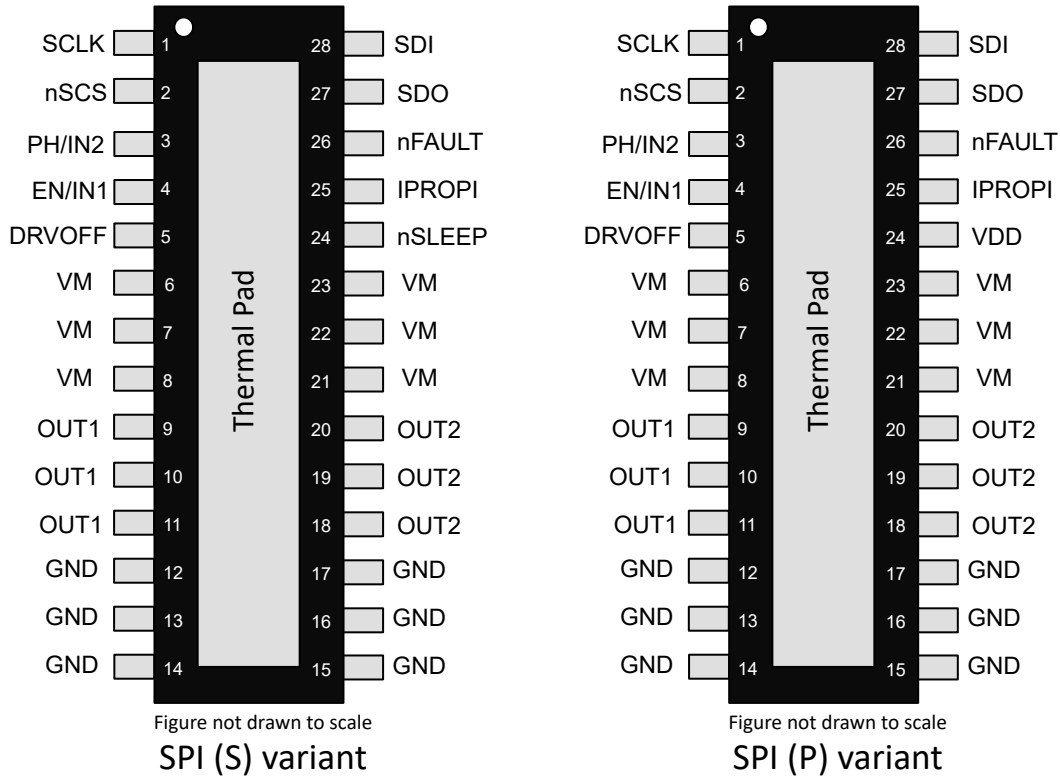 SCLK 1 28 SDI
nSCS 2 27 SDO
PH/IN2 3 26 nFAULT
EN/IN1 4 25 IPROPI
DRVOFF 5 24 nSLEEP
VM 6 23 VM
VM 7 22 VM
VM 8 21 VM
OUT1 9 20 OUT2
OUT1 10 19 OUT2
OUT1 11 18 OUT2
GND 12 17 GND
GND 13 16 GND
GND 14 15 GND
Thermal Pad
Figure not drawn to scale
SPI (S) variant
SCLK 1 28 SDI
nSCS 2 27 SDO
PH/IN2 3 26 nFAULT
EN/IN1 4 25 IPROPI
DRVOFF 5 24 VDD
VM 6 23 VM
VM 7 22 VM
VM 8 21 VM
OUT1 9 20 OUT2
OUT1 10 19 OUT2
OUT1 11 18 OUT2
GND 12 17 GND
GND 13 16 GND
GND 14 15 GND
Thermal Pad
Figure not drawn to scale
SPI (P) variant